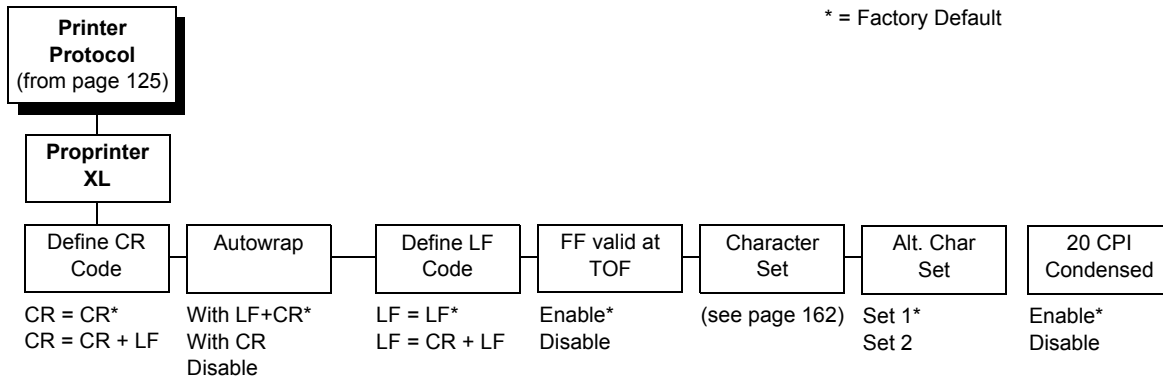 * = Factory Default
Printer
Protocol
(from page 125)
Proprinter
XL
Define CR
Code
CR = CR*
CR = CR + LF
Autowrap
With LF+CR*
With CR
Disable
Define LF
Code
LF = LF*
LF = CR + LF
FF valid at
TOF
Enable*
Disable
Character
Set
(see page 162)
Alt. Char
Set
Set 1*
Set 2
20 CPI
Condensed
Enable*
Disable